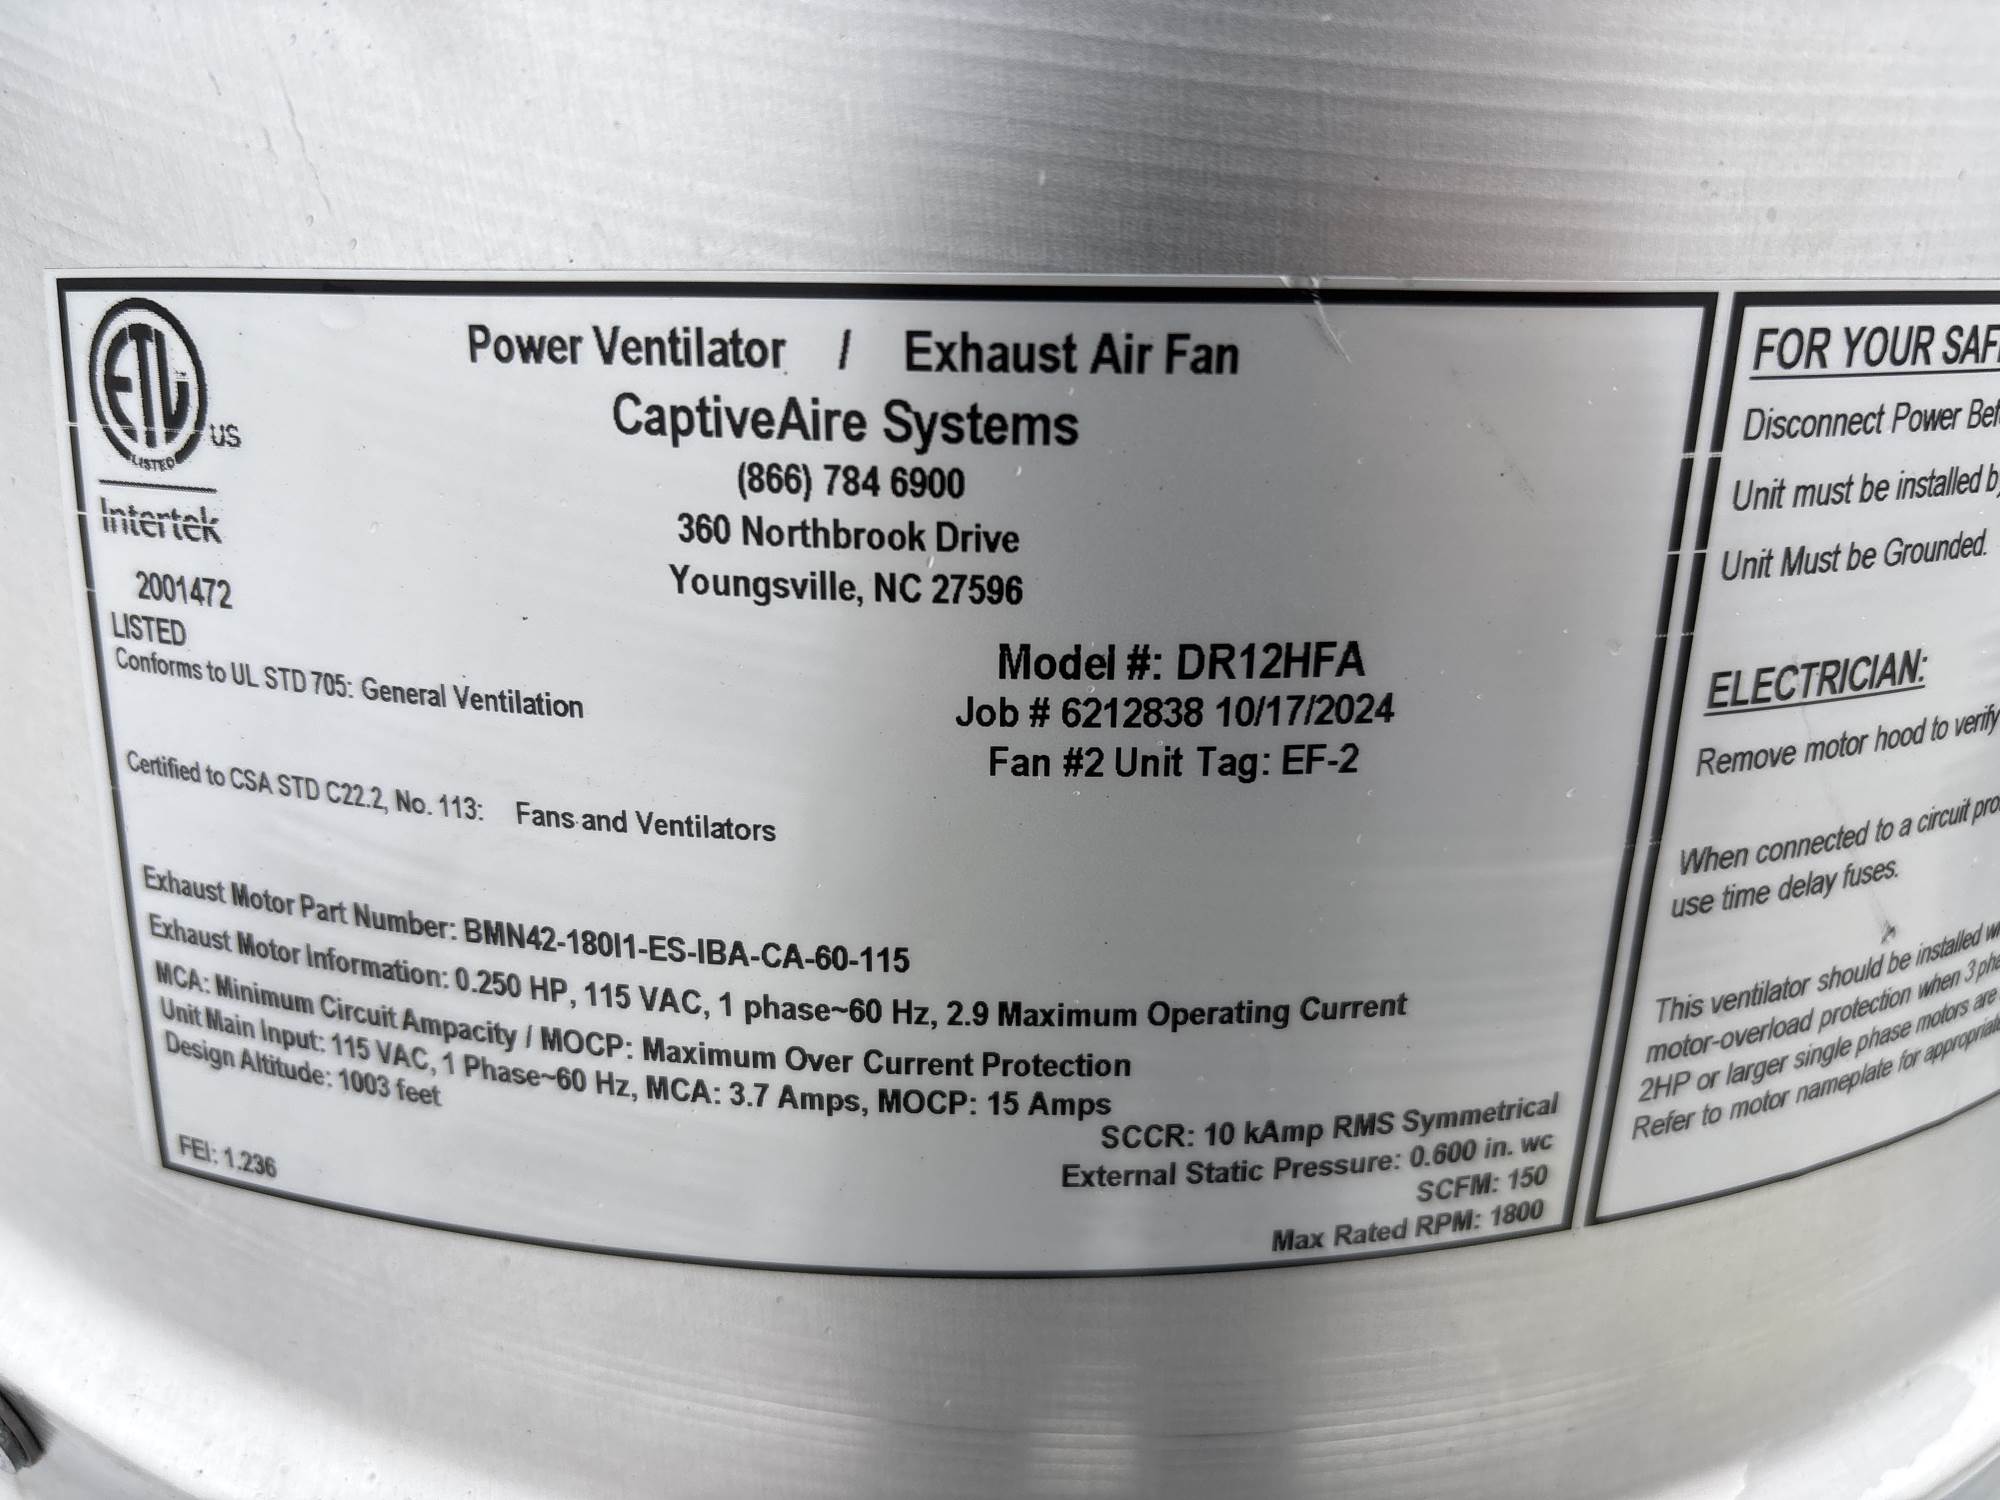 ETL
LISTED
US
Intertek
2001472
LISTED
Conforms to UL STD 705: General Ventilation
Certified to CSA STD C22.2, No. 113: Fans and Ventilators
Power Ventilator / Exhaust Air Fan
CaptiveAire Systems
(866) 784 6900
360 Northbrook Drive
Youngsville, NC 27596
Model #: DR12HFA
Job # 6212838 10/17/2024
Fan #2 Unit Tag: EF-2
Exhaust Motor Part Number: BMN42-180I1-ES-IBA-CA-60-115
Exhaust Motor Information: 0.250 HP, 115 VAC, 1 phase~60 Hz, 2.9 Maximum Operating Current
MCA: Minimum Circuit Ampacity / MOCP: Maximum Over Current Protection
Unit Main Input: 115 VAC, 1 Phase~60 Hz, MCA: 3.7 Amps, MOCP: 15 Amps
Design Altitude: 1003 feet
SCCR: 10 kAmp RMS Symmetrical
External Static Pressure: 0.600 in. wc
SCFM: 150
Max Rated RPM: 1800
FEI: 1.236
FOR YOUR
Disconnect Power
Unit must be installed
Unit Must be Grounded.
ELECTRICIAN:
Remove motor hood to verify
When connected to a circuit
use time delay fuses.
This ventilator should be installed
motor-overload protection when 3
2HP or larger single phase motors are
Refer to motor nameplate for